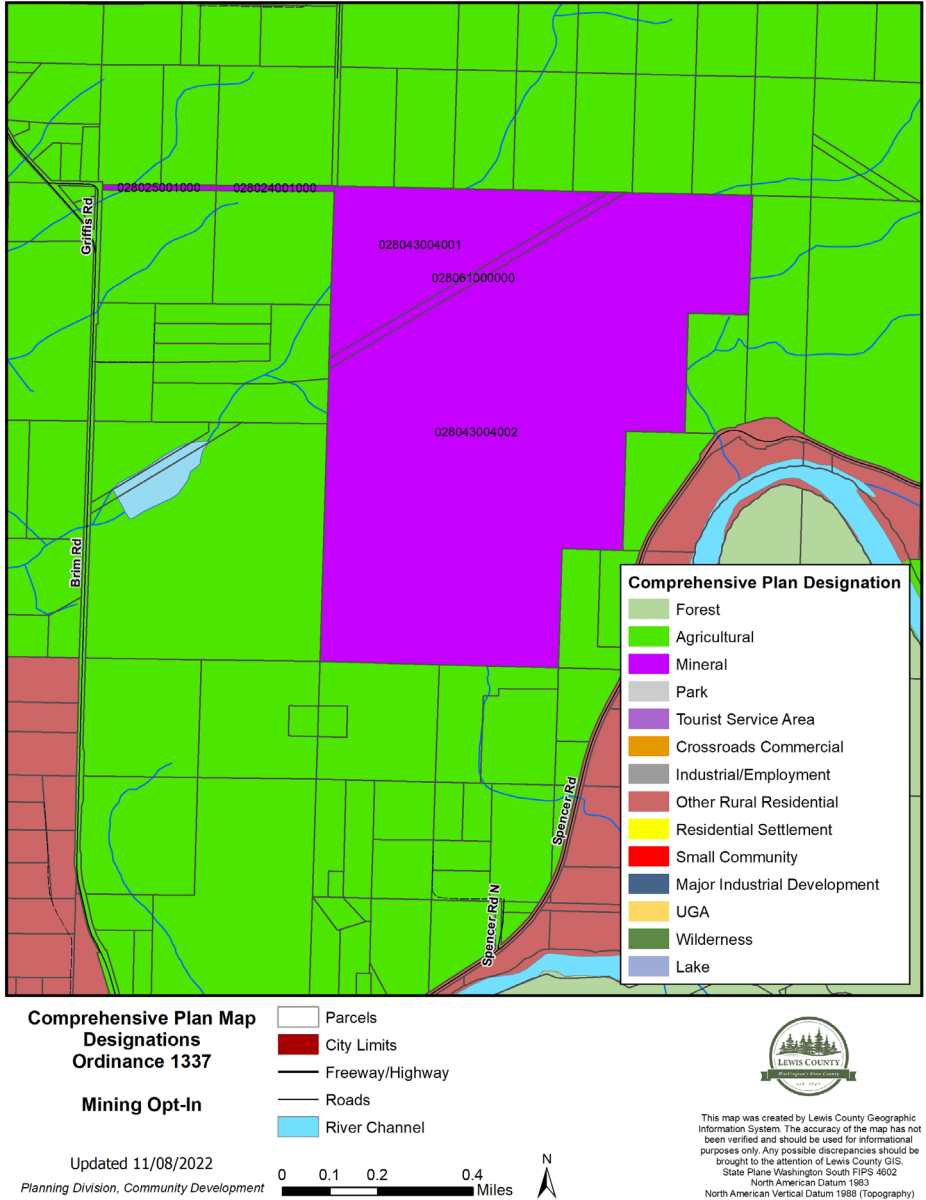 028025001000
028024001000
Griffis Rd
028043004001
028061000000
028043004002
Brim Rd
Spencer Rd
Spencer Rd N
Comprehensive Plan Designation
Forest
Agricultural
Mineral
Park
Tourist Service Area
Crossroads Commercial
Industrial/Employment
Other Rural Residential
Residential Settlement
Small Community
Major Industrial Development
UGA
Wilderness
Lake
Comprehensive Plan Map
Designations
Ordinance 1337
Mining Opt-In
Updated 11/08/2022
Planning Division, Community Development
Parcels
City Limits
Freeway/Highway
Roads
River Channel
0 0.2 0.4
0.1 Miles
N
LEWIS COUNTY
Washington's First County
est. 1845
This map was created by Lewis County Geographic
Information System. The accuracy of the map has not
been verified and should be used for informational
purposes only. Any possible discrepancies should be
brought to the attention of Lewis County GIS.
State Plane Washington South FIPS 4602
North American Datum 1983
North American Vertical Datum 1988 (Topography)